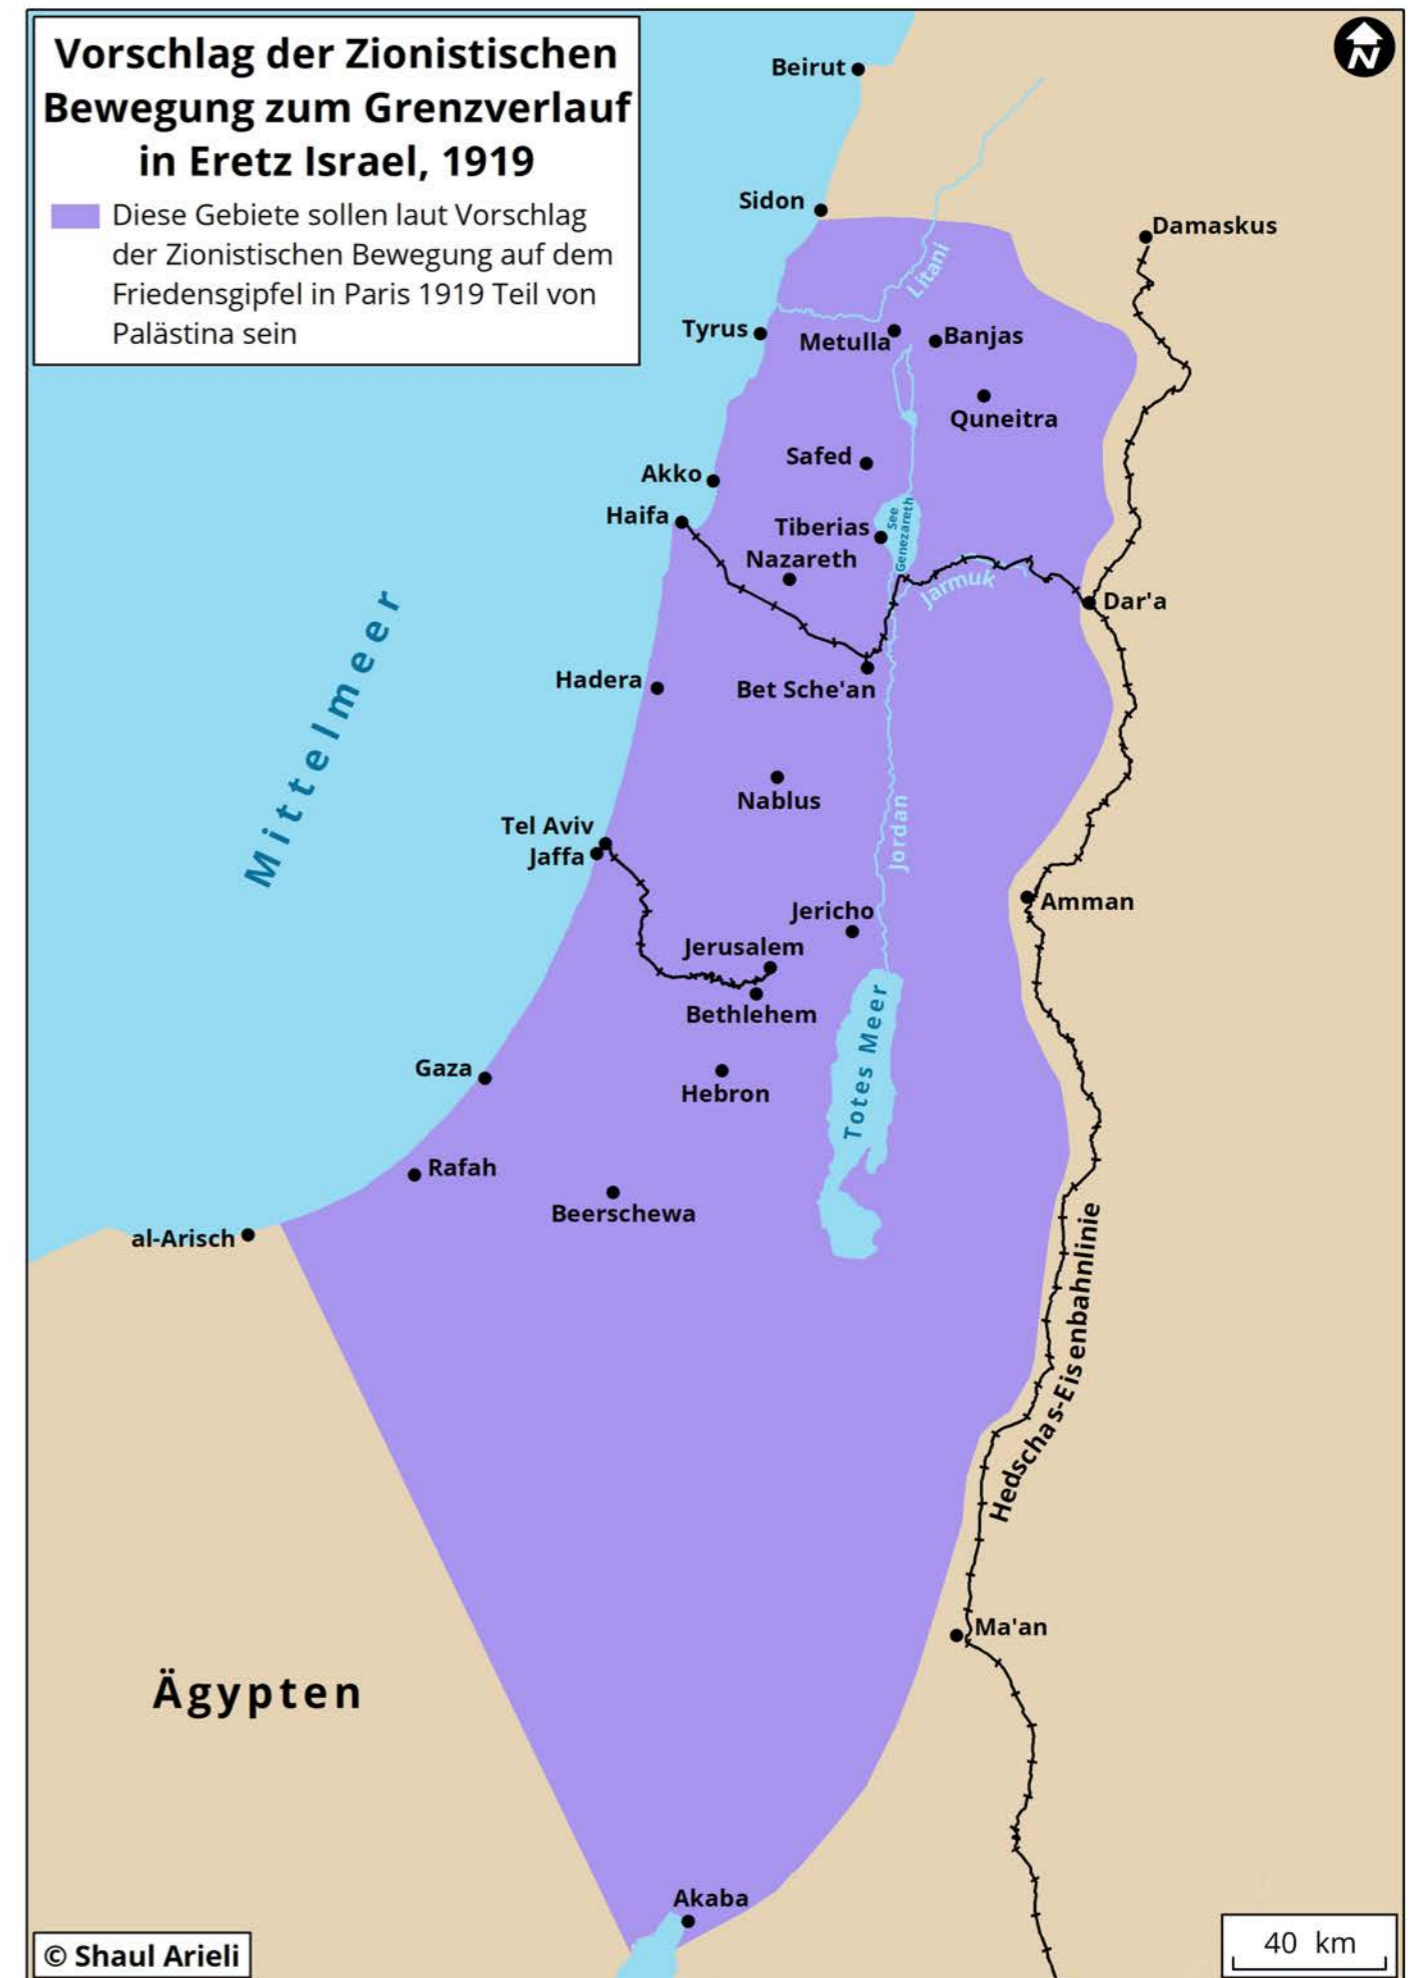 Vorschlag der Zionistischen
Bewegung zum Grenzverlauf
in Eretz Israel, 1919
Diese Gebiete sollen laut Vorschlag
der Zionistischen Bewegung auf dem
Friedensgipfel in Paris 1919 Teil von
Palästina sein
N
Beirut
Sidon
Damaskus
Litani
Tyrus
Metulla
Banjas
Quneitra
Safed
Akko
Haifa
Tiberias
See
Genezareth
Nazareth
Jarmuk
Dar'a
Mittelmeer
Hadera
Bet Sche'an
Nablus
Jordan
Tel Aviv
Jaffa
Amman
Jericho
Jerusalem
Bethlehem
Totes Meer
Gaza
Hebron
Rafah
Beerschewa
al-Arisch
Hedschas-Eisenbahnlinie
Ma'an
Ägypten
Akaba
© Shaul Arieli
40 km